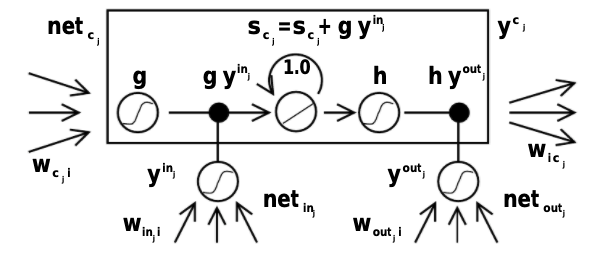 net_{c_j} s_{c_j}=s_{c_j}+ g y^{in_j} y^{c_j}
g g y^{in_j} 1.0 h h y^{out_j}
w_{c_j i} y^{in_j} net_{in_j} y^{out_j} net_{out_j} w_{i c_j}
w_{in_j i} w_{out_j i}